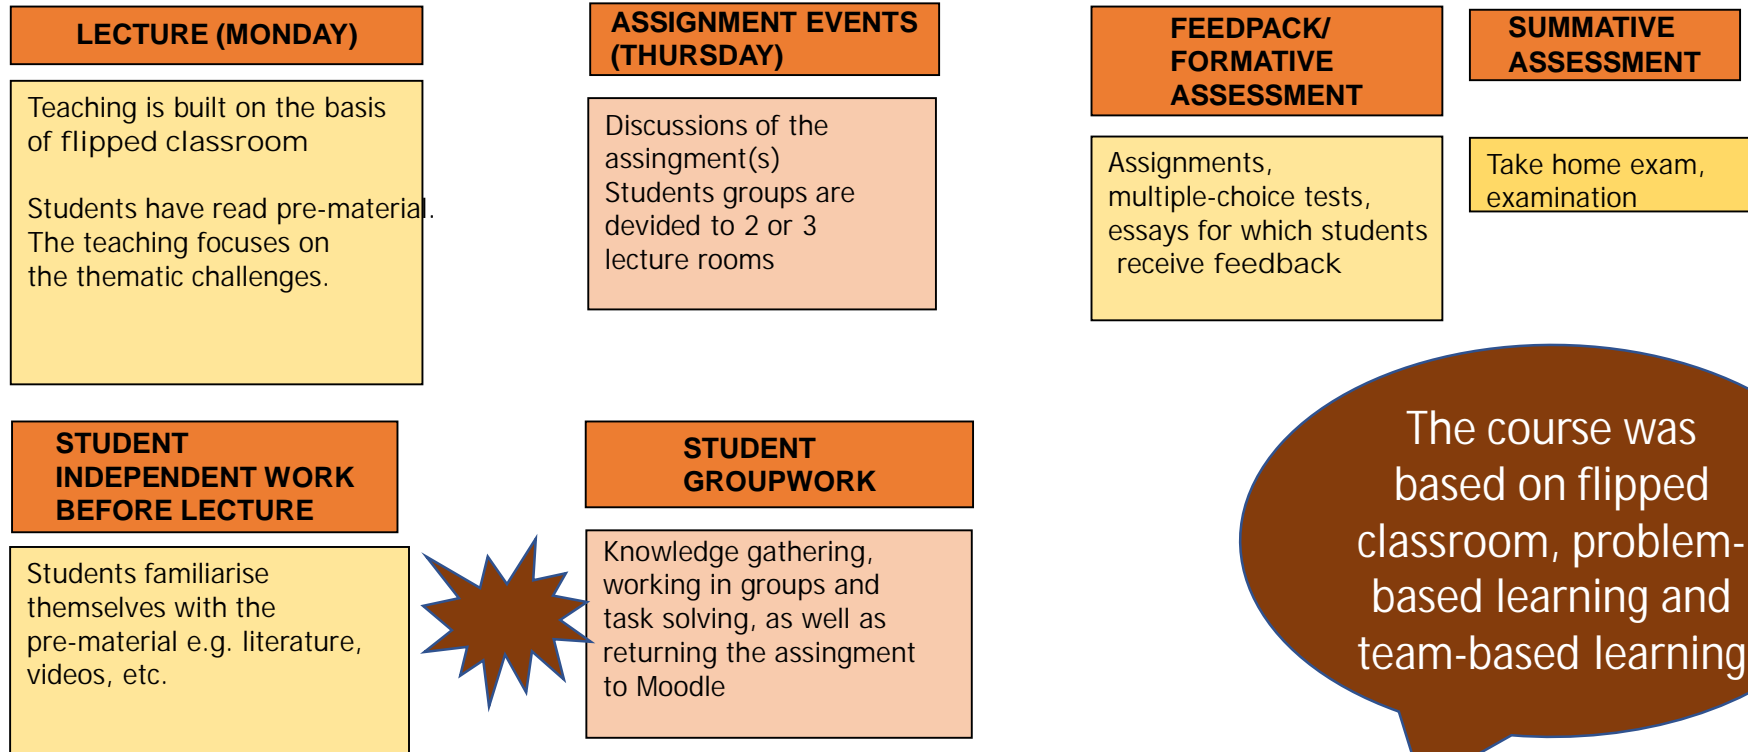 LECTURE (MONDAY)
Teaching is built on the basis
of flipped classroom
Students have read pre-material.
The teaching focuses on
the thematic challenges.
ASSIGNMENT EVENTS
(THURSDAY)
Discussions of the
assingment(s)
Students groups are
devided to 2 or 3
lecture rooms
FEEDPACK/
FORMATIVE
ASSESSMENT
Assignments,
multiple-choice tests,
essays for which students
receive feedback
SUMMATIVE
ASSESSMENT
Take home exam,
examination
STUDENT
INDEPENDENT WORK
BEFORE LECTURE
Students familiarise
themselves with the
pre-material e.g. literature,
videos, etc.
STUDENT
GROUPWORK
Knowledge gathering,
working in groups and
task solving, as well as
returning the assingment
to Moodle
The course was
based on flipped
classroom, problem-
based learning and
team-based learning